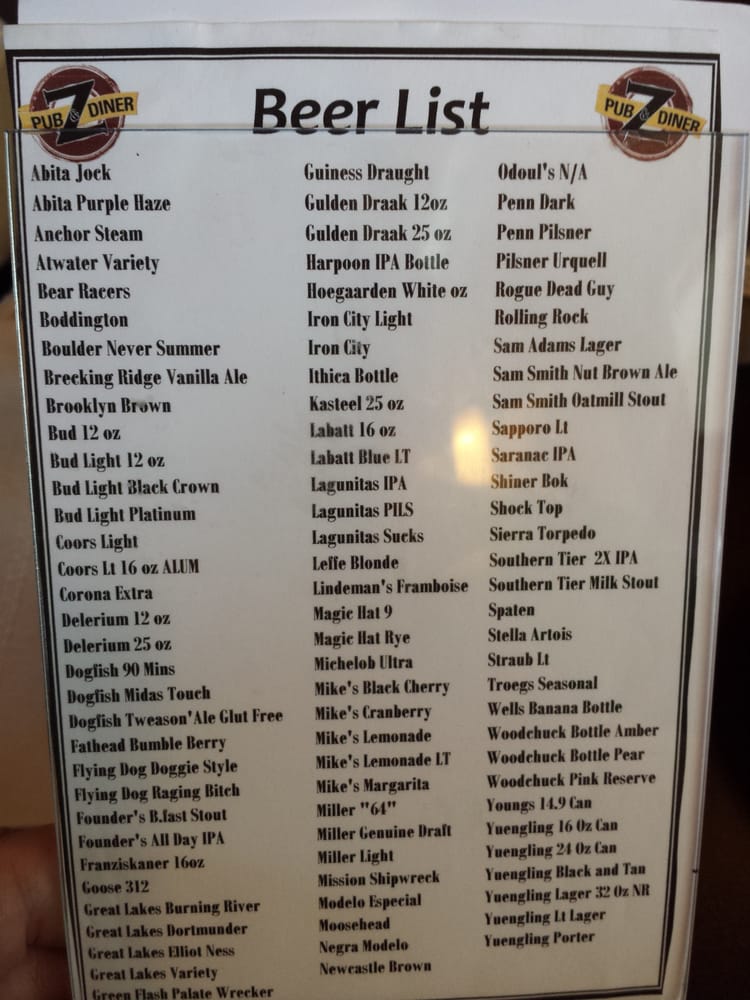 PUB & DINER
Z
Beer List
PUB & DINER
Z
Abita Jock
Abita Purple Haze
Anchor Steam
Atwater Variety
Bear Racers
Boddington
Boulder Never Summer
Brecking Ridge Vanilla Ale
Brooklyn Brown
Bud 12 oz
Bud Light 12 oz
Bud Light Black Crown
Bud Light Platinum
Coors Light
Coors Lt 16 oz ALUM
Corona Extra
Delerium 12 oz
Delerium 25 oz
Dogfish 90 Mins
Dogfish Midas Touch
Dogfish Tweason'Ale Glut Free
Fathead Bumble Berry
Flying Dog Doggie Style
Flying Dog Raging Bitch
Founder's B.fast Stout
Founder's All Day IPA
Franziskaner 16oz
Goose 312
Great Lakes Burning River
Great Lakes Dortmunder
Great Lakes Elliot Ness
Great Lakes Variety
Green Flash Palate Wrecker
Guiness Draught
Gulden Draak 12oz
Gulden Draak 25 oz
Harpoon IPA Bottle
Hoegaarden White oz
Iron City Light
Iron City
Ithica Bottle
Kasteel 25 oz
Labatt 16 oz
Labatt Blue LT
Lagunitas IPA
Lagunitas PILS
Lagunitas Sucks
Leffe Blonde
Lindeman's Framboise
Magic Hat 9
Magic Hat Rye
Michelob Ultra
Mike's Black Cherry
Mike's Cranberry
Mike's Lemonade
Mike's Lemonade LT
Mike's Margarita
Miller "64"
Miller Genuine Draft
Miller Light
Mission Shipwreck
Modelo Especial
Moosehead
Negra Modelo
Newcastle Brown
Odoul's N/A
Penn Dark
Penn Pilsner
Pilsner Urquell
Rogue Dead Guy
Rolling Rock
Sam Adams Lager
Sam Smith Nut Brown Ale
Sam Smith Oatmill Stout
Sapporo Lt
Saranac IPA
Shiner Bok
Shock Top
Sierra Torpedo
Southern Tier 2X IPA
Southern Tier Milk Stout
Spaten
Stella Artois
Straub Lt
Troegs Seasonal
Wells Banana Bottle
Woodchuck Bottle Amber
Woodchuck Bottle Pear
Woodchuck Pink Reserve
Youngs 14.9 Can
Yuengling 16 Oz Can
Yuengling 24 Oz Can
Yuengling Black and Tan
Yuengling Lager 32 Oz NR
Yuengling Lt Lager
Yuengling Porter